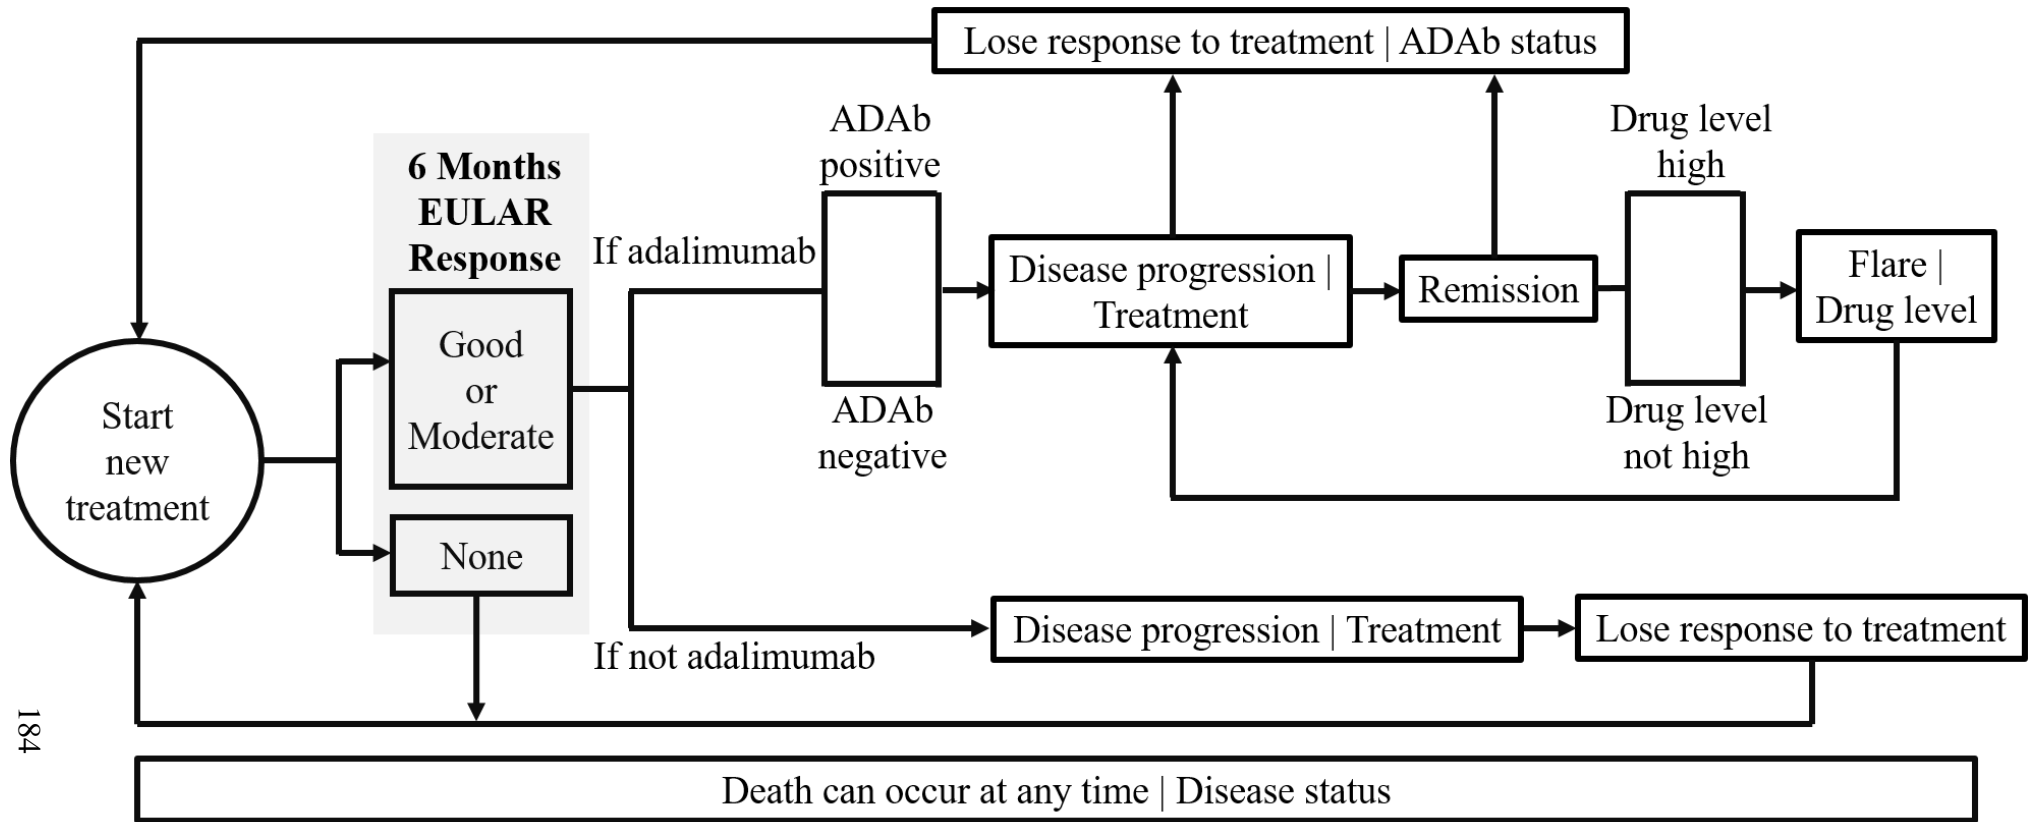 Lose response to treatment | ADAb status
ADAb
positive
Drug level
high
6 Months
EULAR
Response
If adalimumab
Good
or
Moderate
Disease progression |
Treatment
Remission
Flare |
Drug level
ADAb
negative
Drug level
not high
Start
new
treatment
None
If not adalimumab
Disease progression | Treatment
Lose response to treatment
184
Death can occur at any time | Disease status